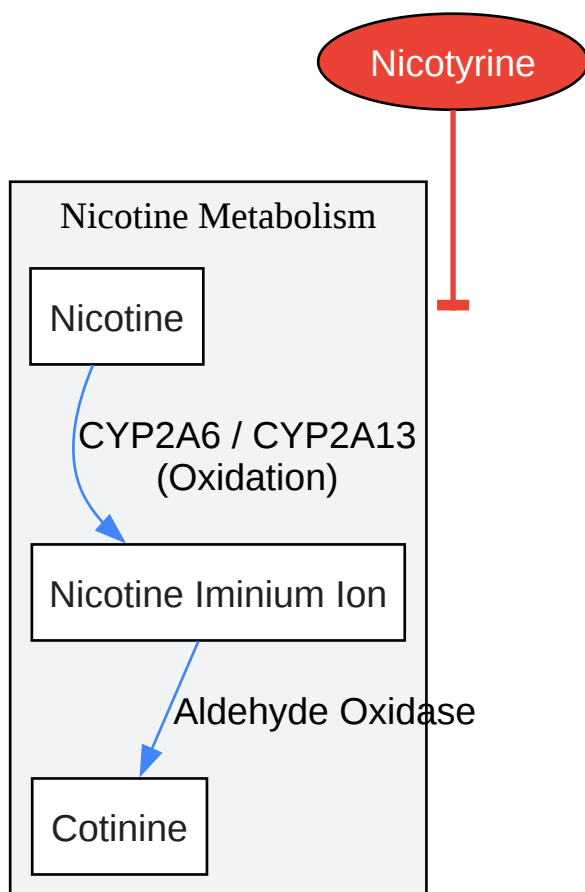 Nicotyrine
Nicotine Metabolism
Nicotine
CYP2A6 / CYP2A13
(Oxidation)
Nicotine Iminium Ion
Aldehyde Oxidase
Cotinine